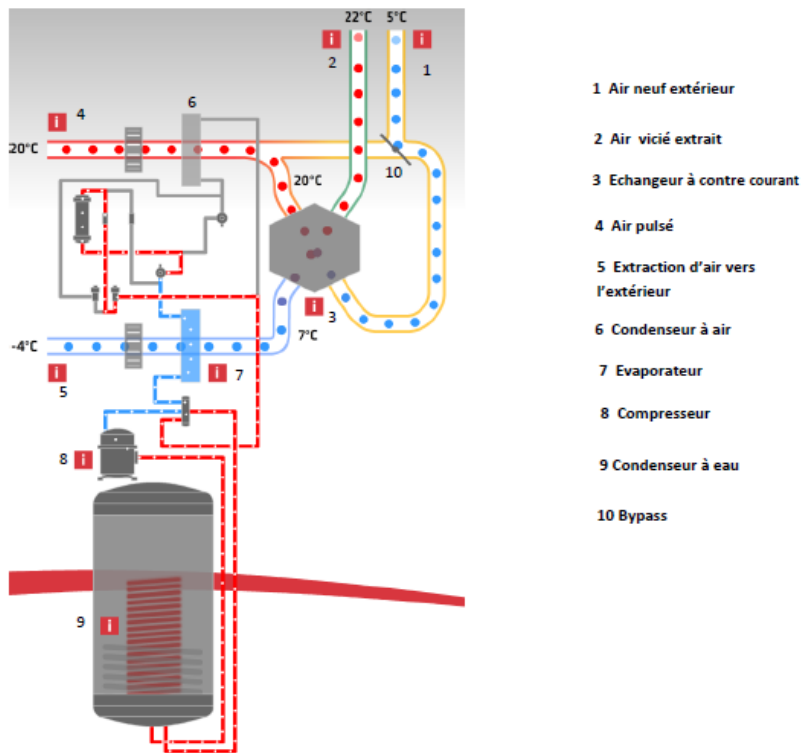 22°C 5°C
i i
2 1
i 4 6
20°C
10
20°C
i 3
7°C
-4°C
i 5
i 7
8 i
9 i
1 Air neuf extérieur
2 Air vicié extrait
3 Echangeur à contre courant
4 Air pulsé
5 Extraction d’air vers
l’extérieur
6 Condenseur à air
7 Evaporateur
8 Compresseur
9 Condenseur à eau
10 Bypass